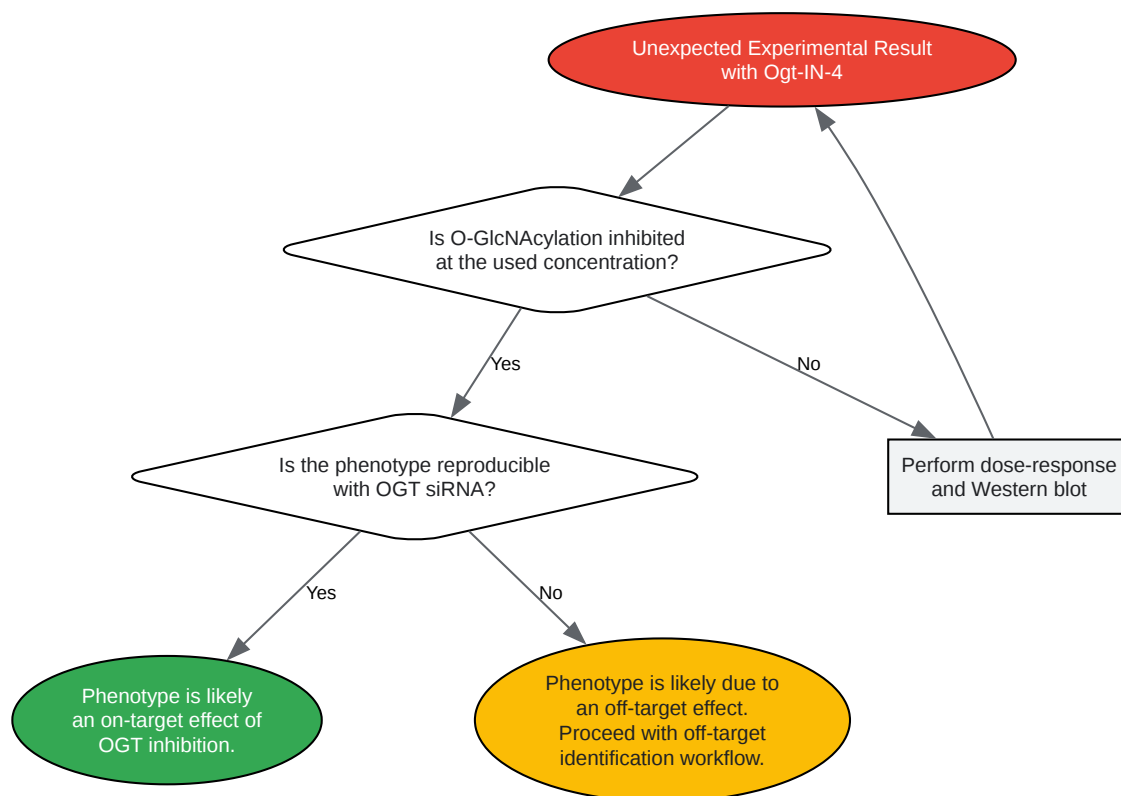 Unexpected Experimental Result
with Ogt-IN-4
Is O-GlcNAcylation inhibited
at the used concentration?
Yes
No
Is the phenotype reproducible
with OGT siRNA?
Perform dose-response
and Western blot
Yes
No
Phenotype is likely
an on-target effect of
OGT inhibition.
Phenotype is likely due to
an off-target effect.
Proceed with off-target
identification workflow.